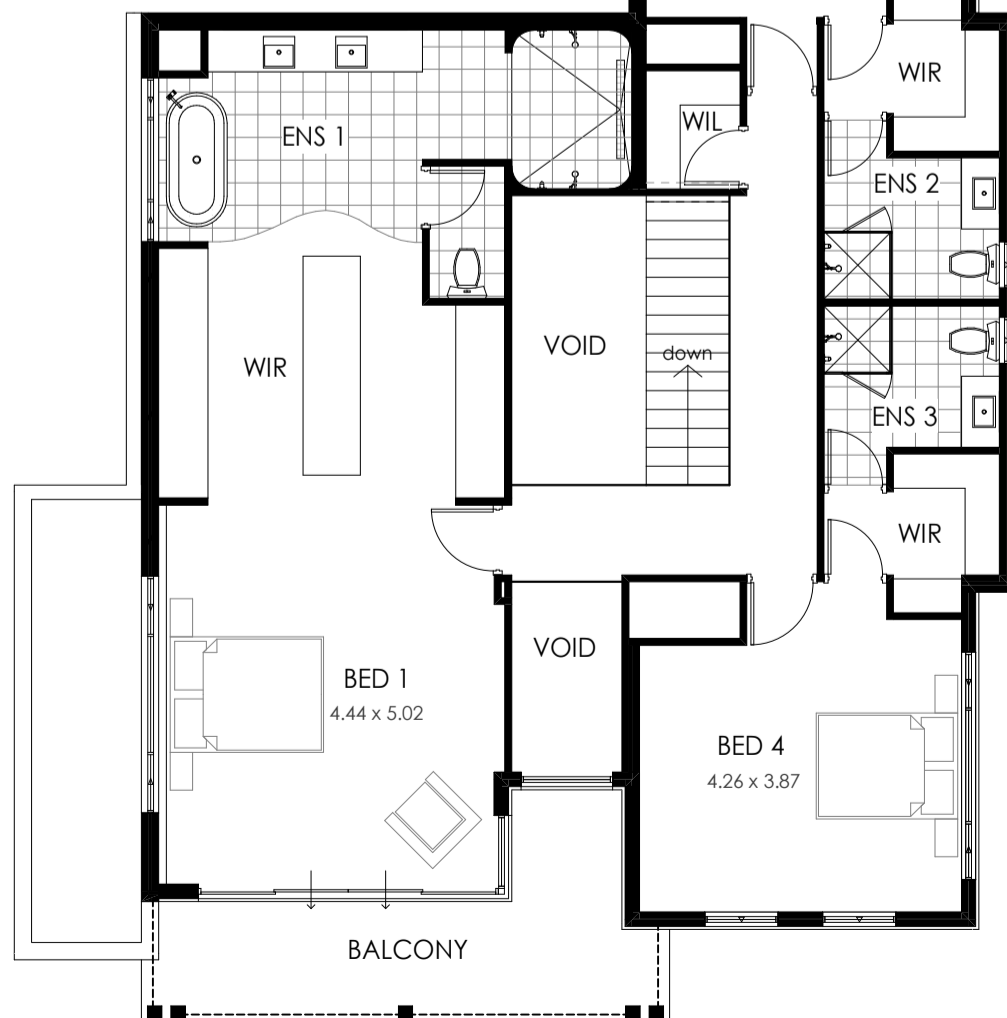 WIR
WIL
ENS 1
ENS 2
VOID
down
WIR
ENS 3
WIR
VOID
BED 1
4.44 x 5.02
BED 4
4.26 x 3.87
BALCONY